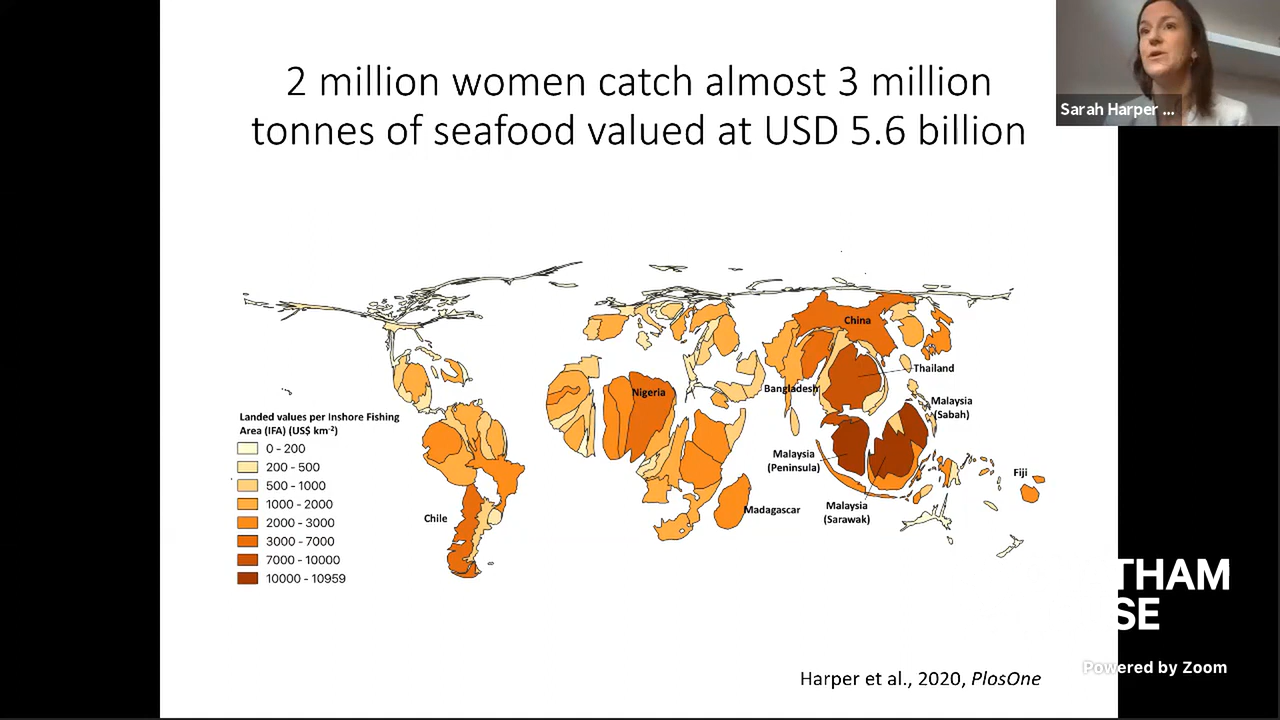 2 million women catch almost 3 million
tonnes of seafood valued at USD 5.6 billion
Sarah Harper ...
China
Thailand
Nigeria
Bangladesh
Malaysia
(Sabah)
Landed values per Inshore Fishing
Area (IFA) (US$ km⁻²)
0 - 200
200 - 500
500 - 1000
1000 - 2000
2000 - 3000
3000 - 7000
7000 - 10000
10000 - 10959
Malaysia
(Peninsula)
Fiji
Chile
Madagascar
Malaysia
(Sarawak)
THAM
SE
Powered by Zoom
Harper et al., 2020, PlosOne